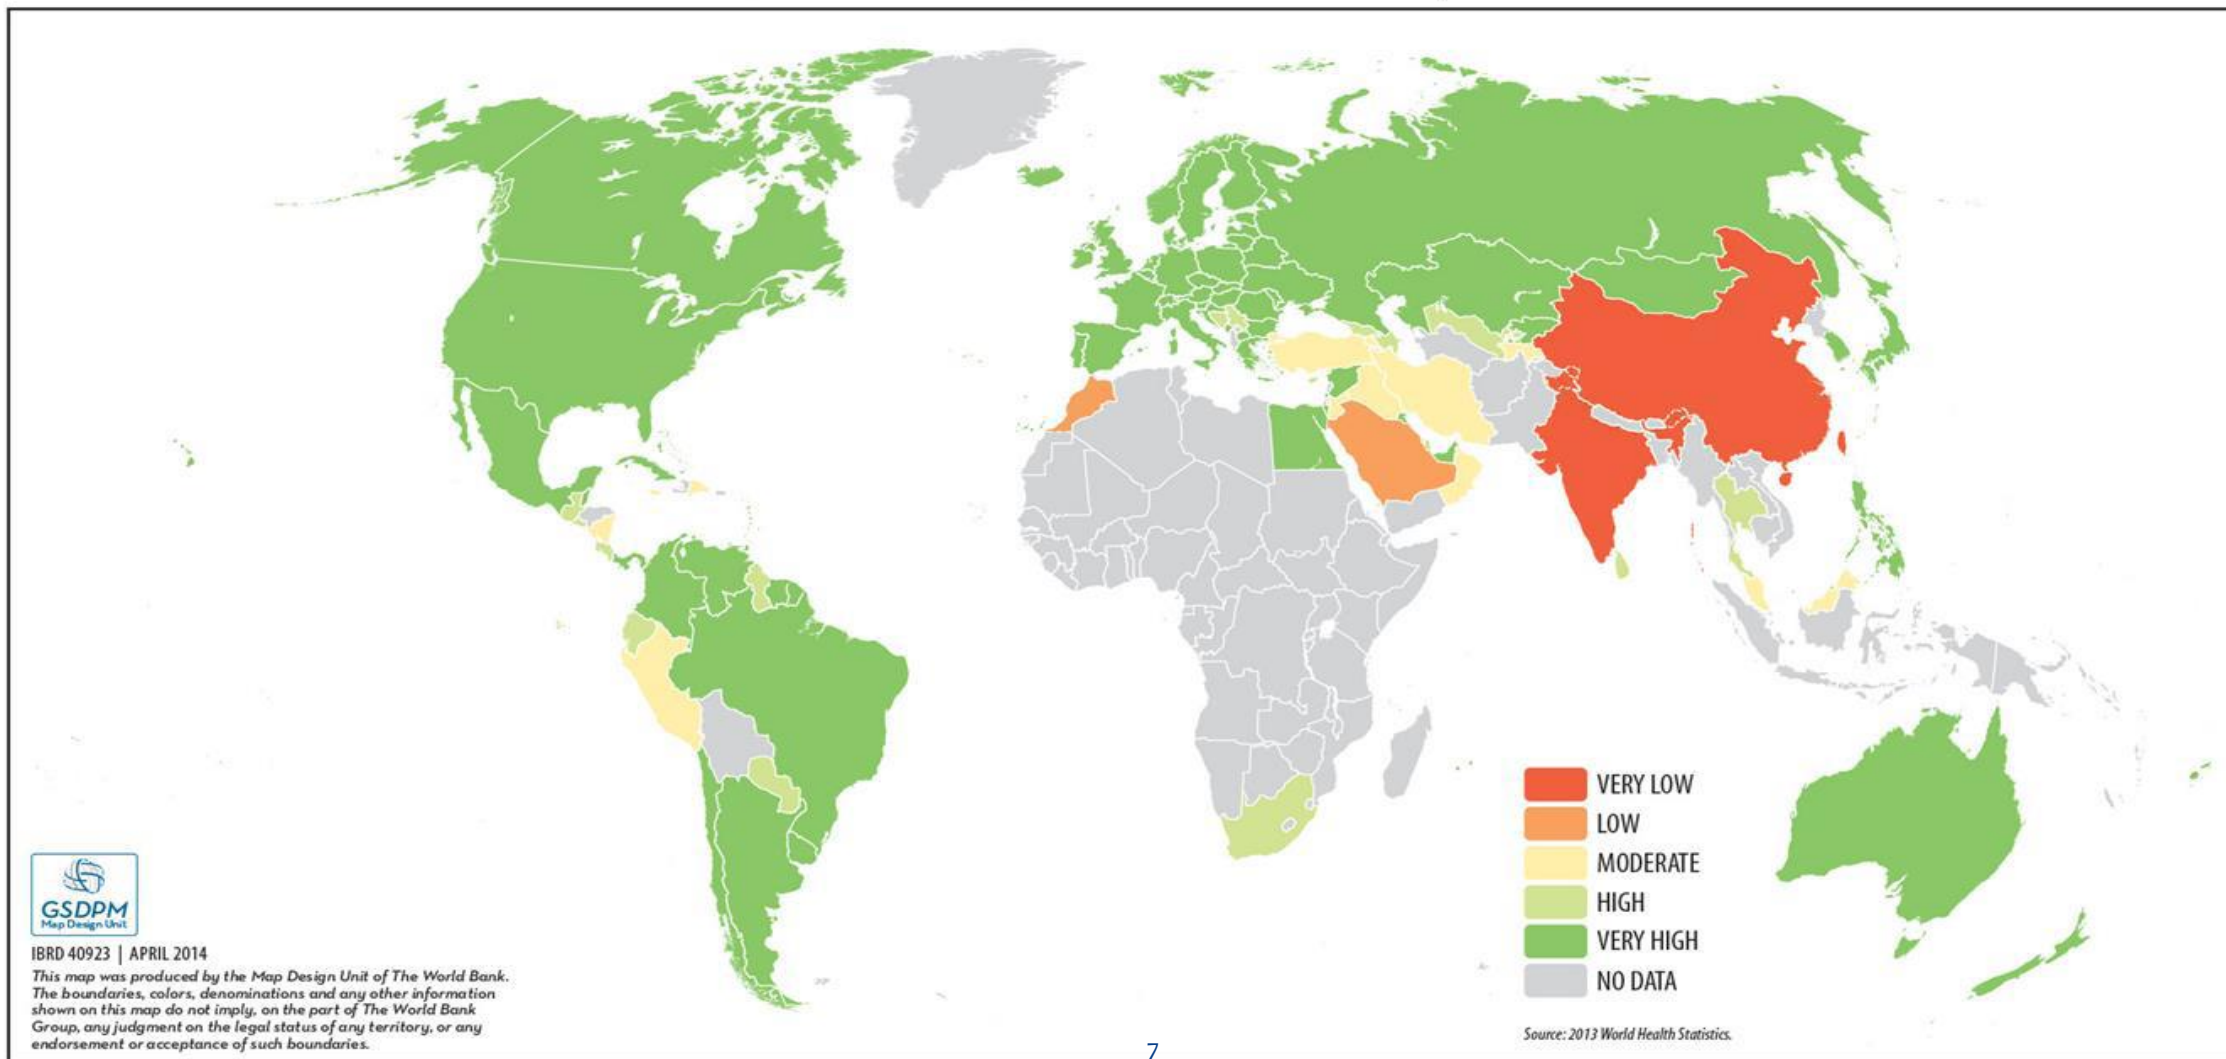 VERY LOW
LOW
MODERATE
HIGH
VERY HIGH
NO DATA
Source: 2013 World Health Statistics.
GSDPM
Map Design Unit
IBRD 40923 | APRIL 2014
This map was produced by the Map Design Unit of The World Bank.
The boundaries, colors, denominations and any other information
shown on this map do not imply, on the part of The World Bank
Group, any judgment on the legal status of any territory, or any
endorsement or acceptance of such boundaries.
7